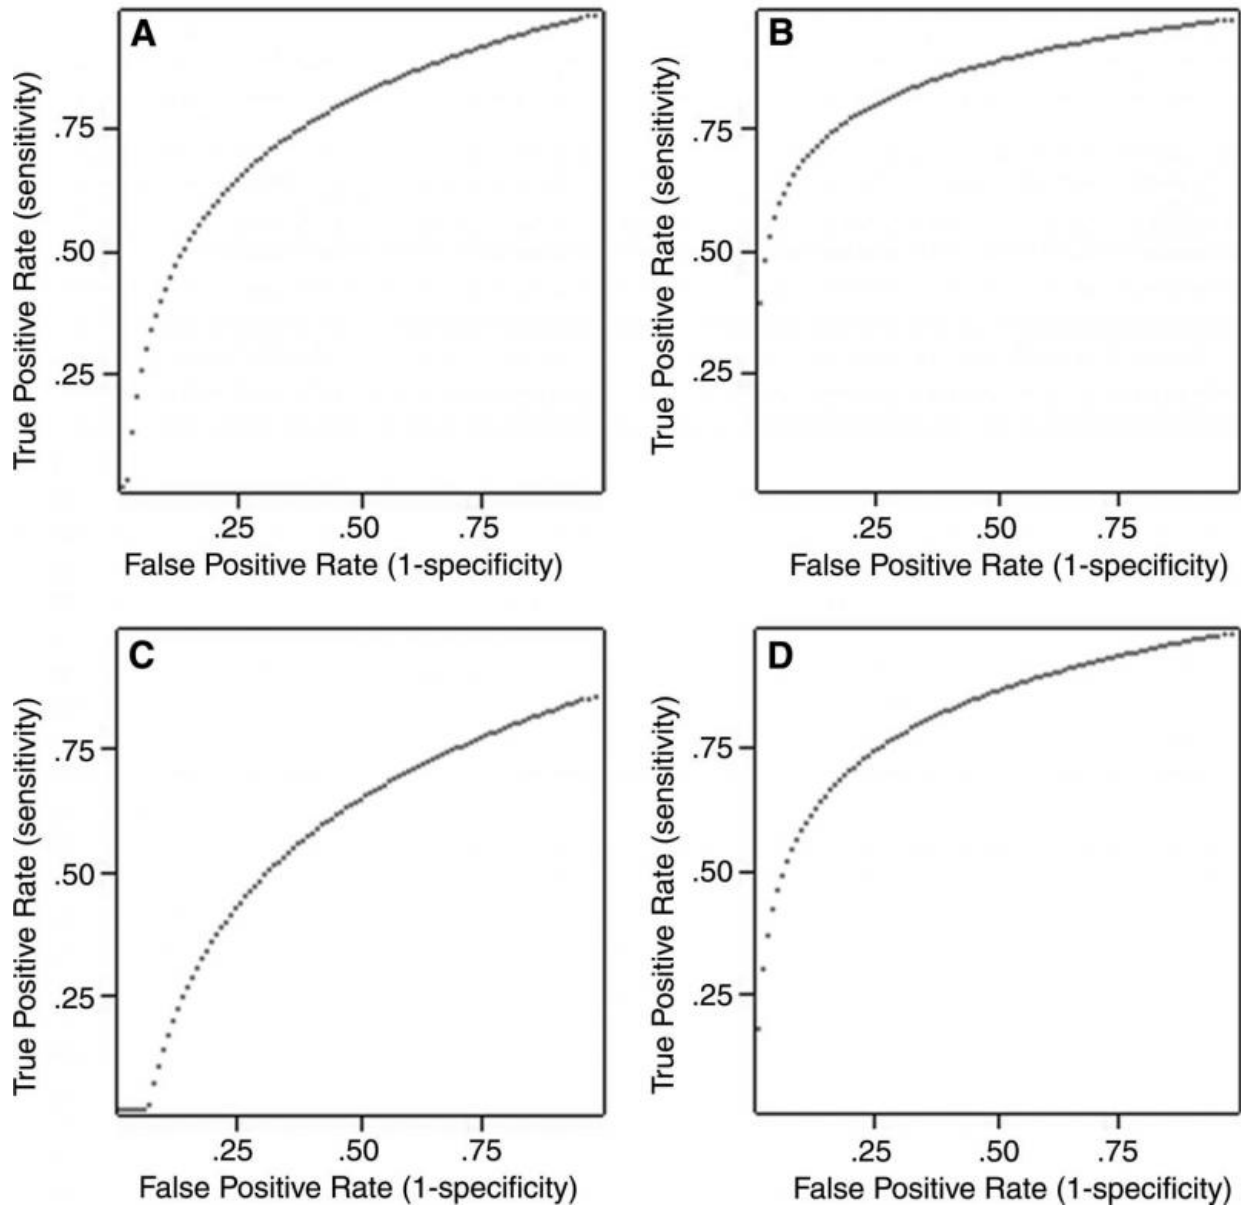 A
True Positive Rate (sensitivity)
.75
.50
.25
.25 .50 .75
False Positive Rate (1-specificity)
B
True Positive Rate (sensitivity)
.75
.50
.25
.25 .50 .75
False Positive Rate (1-specificity)
C
True Positive Rate (sensitivity)
.75
.50
.25
.25 .50 .75
False Positive Rate (1-specificity)
D
True Positive Rate (sensitivity)
.75
.50
.25
.25 .50 .75
False Positive Rate (1-specificity)